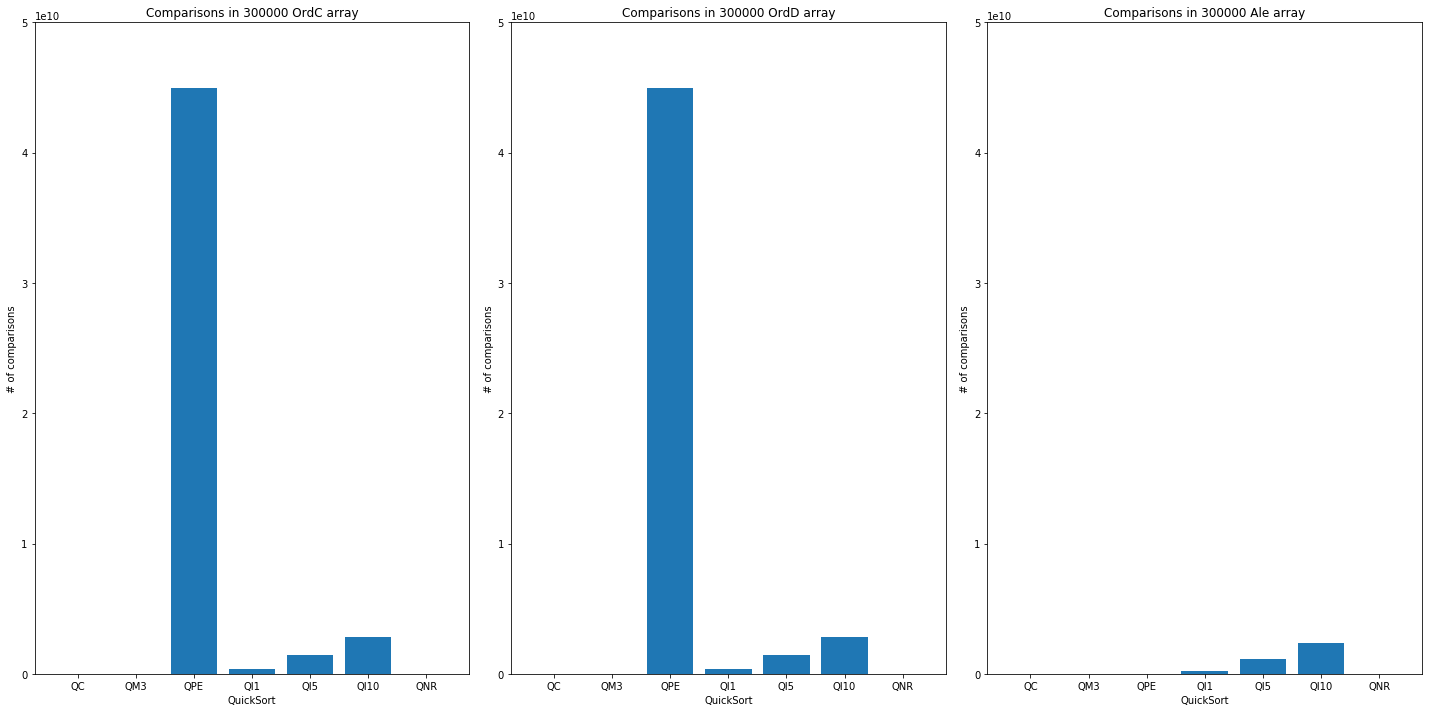 Comparisons in 300000 OrdC array
1e10
5
4
3
2
1
0
# of comparisons
QC QM3 QPE QI1 QI5 QI10 QNR
QuickSort
Comparisons in 300000 OrdD array
1e10
5
4
3
2
1
0
# of comparisons
QC QM3 QPE QI1 QI5 QI10 QNR
QuickSort
Comparisons in 300000 Ale array
1e10
5
4
3
2
1
0
# of comparisons
QC QM3 QPE QI1 QI5 QI10 QNR
QuickSort